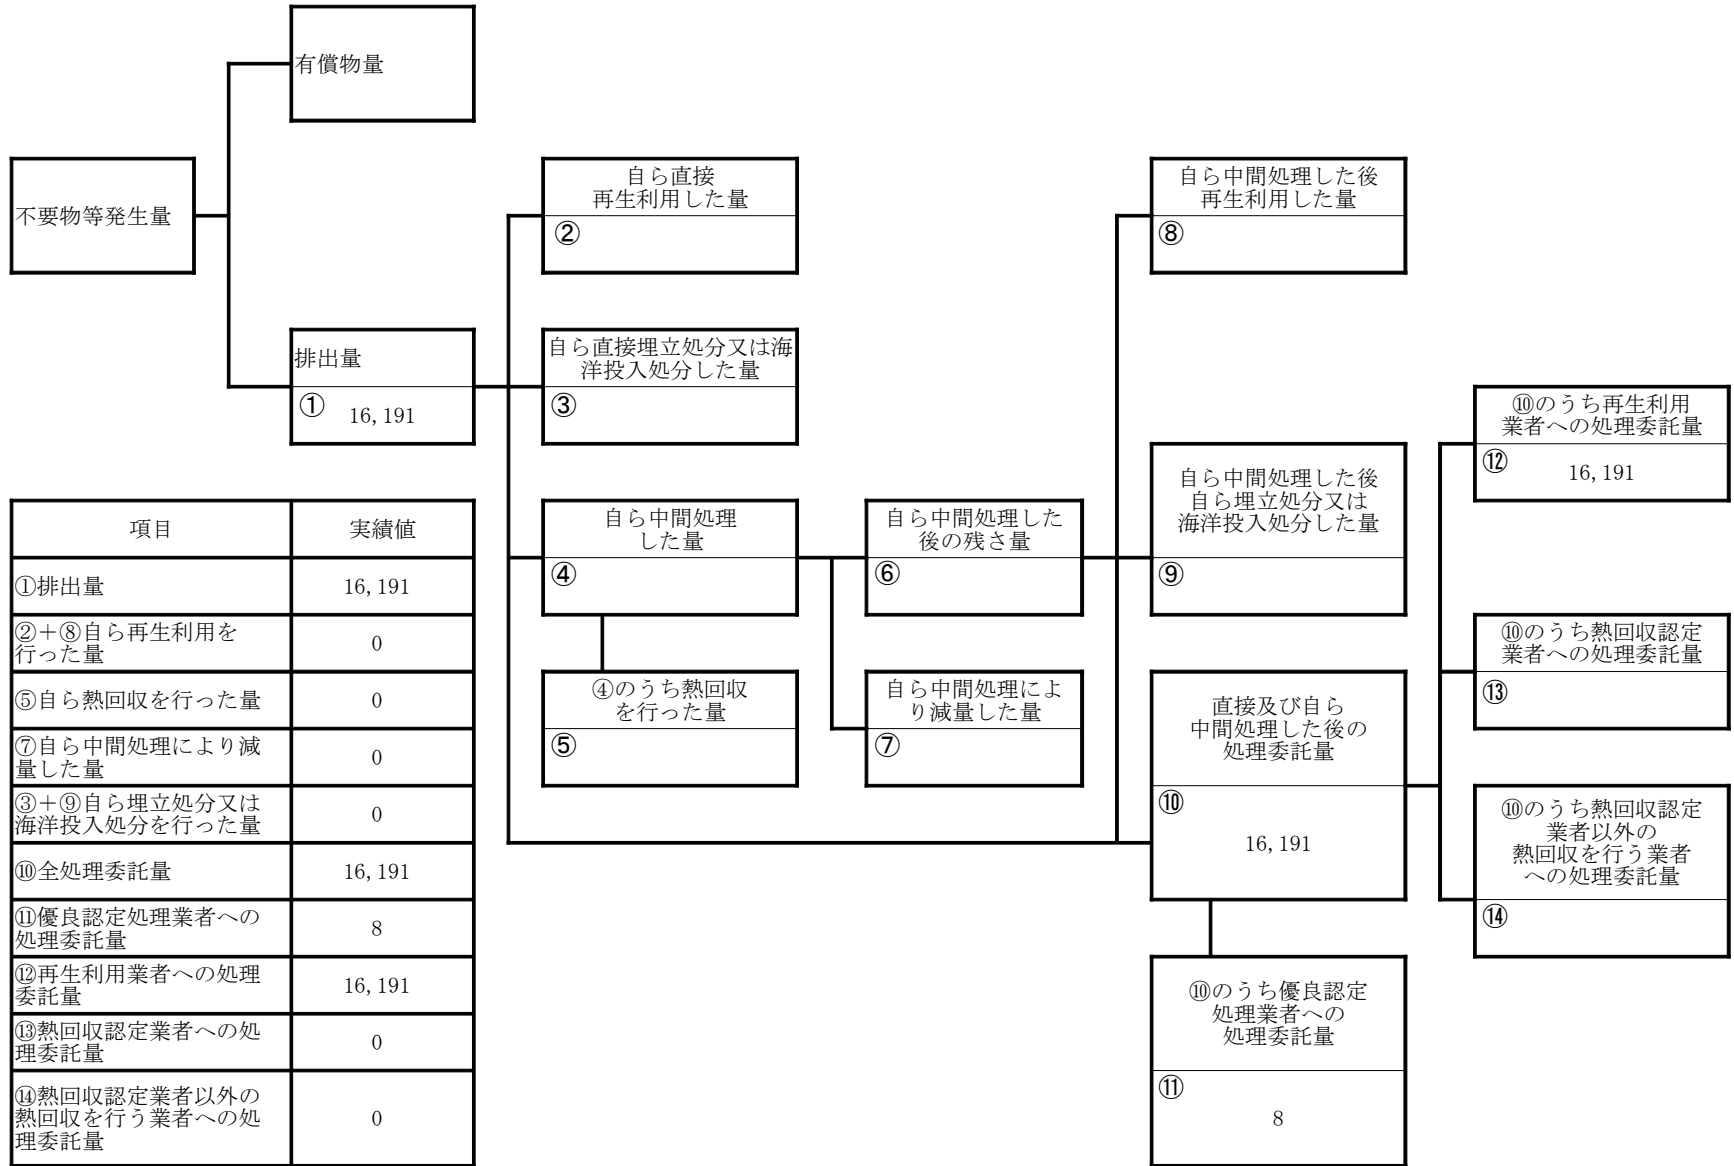 有償物量
不要物等発生量
自ら直接
再生利用した量
②
自ら中間処理した後
再生利用した量
⑧
排出量
① 16,191
自ら直接埋立処分又は海
洋投入処分した量
③
⑩のうち再生利用
業者への処理委託量
⑫ 16,191
自ら中間処理
した量
④
自ら中間処理した
後の残さ量
⑥
自ら中間処理した後
自ら埋立処分又は
海洋投入処分した量
⑨
⑩のうち熱回収認定
業者への処理委託量
⑬
④のうち熱回収
を行った量
⑤
自ら中間処理によ
り減量した量
⑦
直接及び自ら
中間処理した後の
処理委託量
⑩
16,191
⑩のうち熱回収認定
業者以外の
熱回収を行う業者
への処理委託量
⑭
⑩のうち優良認定
処理業者への
処理委託量
⑪
8
項目 実績値
①排出量 16,191
②+⑧自ら再生利用を
行った量 0
⑤自ら熱回収を行った量 0
⑦自ら中間処理により減
量した量 0
③+⑨自ら埋立処分又は
海洋投入処分を行った量 0
⑩全処理委託量 16,191
⑪優良認定処理業者への
処理委託量 8
⑫再生利用業者への処理
委託量 16,191
⑬熱回収認定業者への処
理委託量 0
⑭熱回収認定業者以外の
熱回収を行う業者への処
理委託量 0